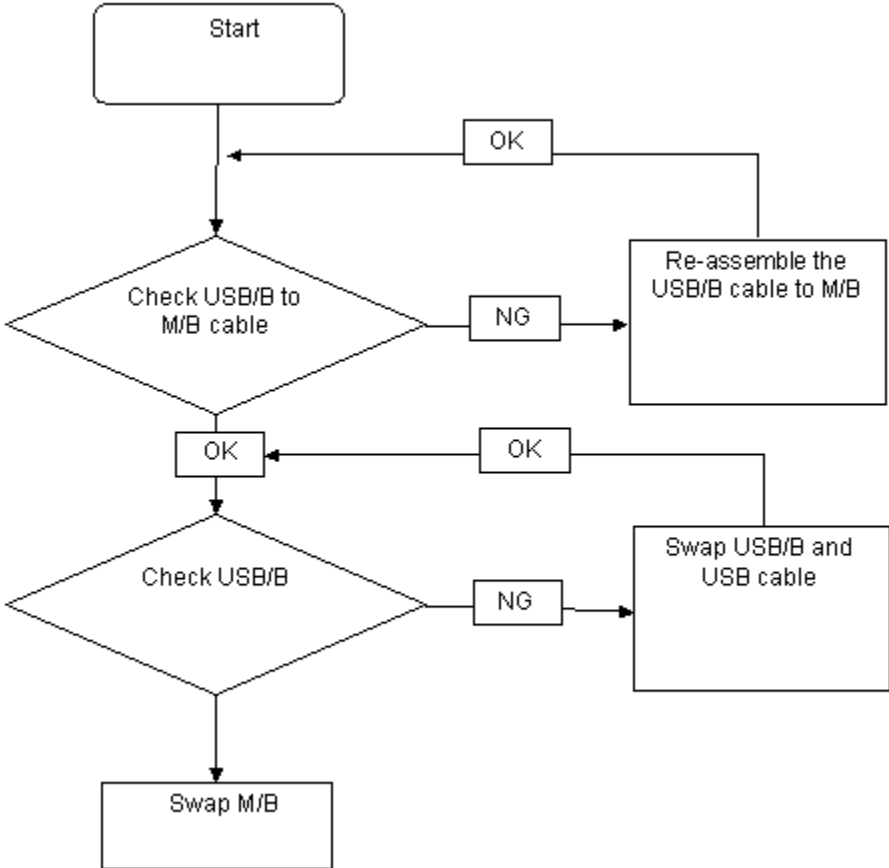 Start
OK
Re-assemble the
USB/B cable to M/B
Check USB/B to
M/B cable
NG
OK
OK
Swap USB/B and
USB cable
Check USB/B
NG
Swap M/B